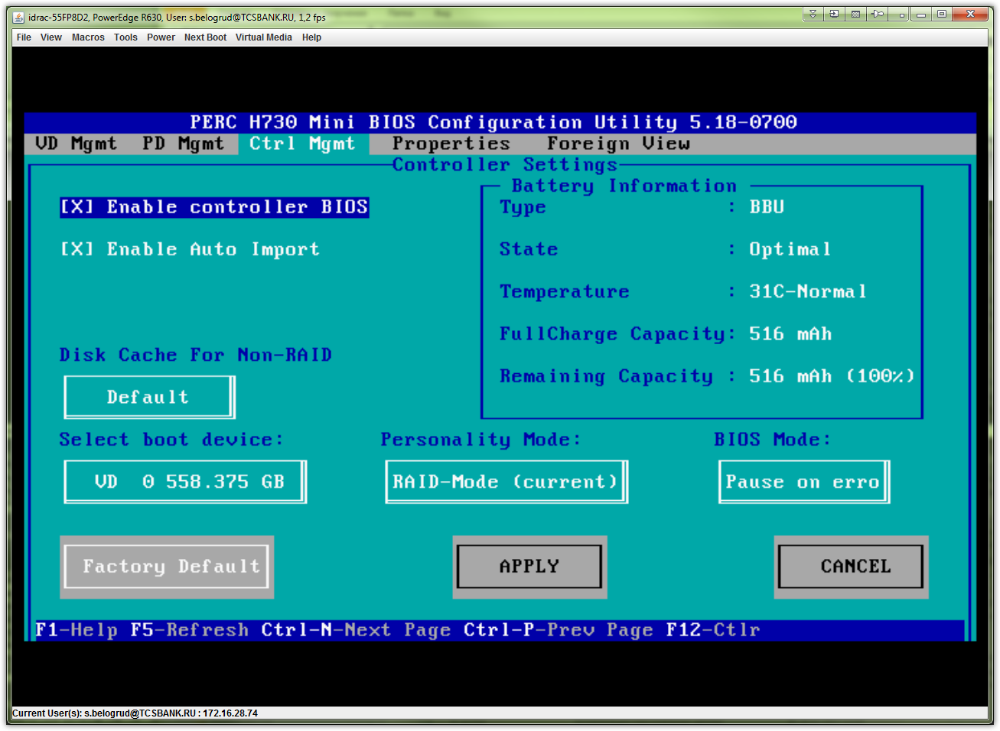 idrac-55FP8D2, PowerEdge R630, User: s.belogrud@TCSBANK.RU, 1,2 fps
File View Macros Tools Power Next Boot Virtual Media Help
PERC H730 Mini BIOS Configuration Utility 5.18-0700
VD Mgmt PD Mgmt Ctrl Mgmt Properties Foreign View
Controller Settings
Battery Information
[X] Enable controller BIOS
Type : BBU
[X] Enable Auto Import
State : Optimal
Temperature : 31C-Normal
FullCharge Capacity: 516 mAh
Disk Cache For Non-RAID
Remaining Capacity : 516 mAh (100%)
Default
Select boot device: Personality Mode: BIOS Mode:
VD 0 558.375 GB RAID-Mode (current) Pause on erro
Factory Default APPLY CANCEL
F1-Help F5-Refresh Ctrl-N-Next Page Ctrl-P-Prev Page F12-Ctlr
Current User(s): s.belogrud@TCSBANK.RU : 172.16.28.74